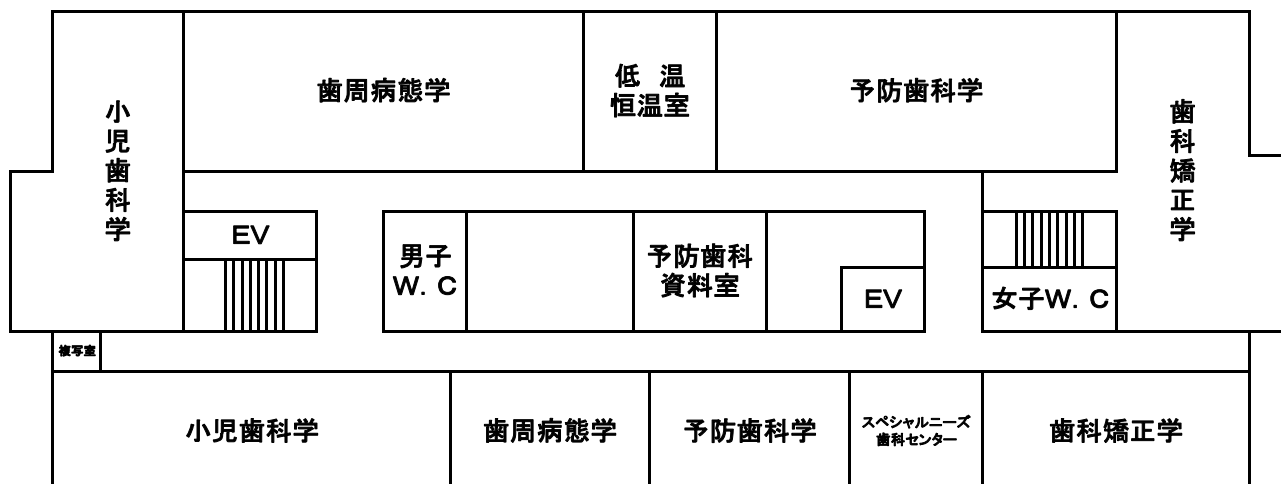 小児歯科学
歯周病態学
低 温
恒温室
予防歯科学
歯科矯正学
EV
男子
W. C
予防歯科
資料室
EV
女子W. C
複写室
小児歯科学
歯周病態学
予防歯科学
スペシャルニーズ
歯科センター
歯科矯正学